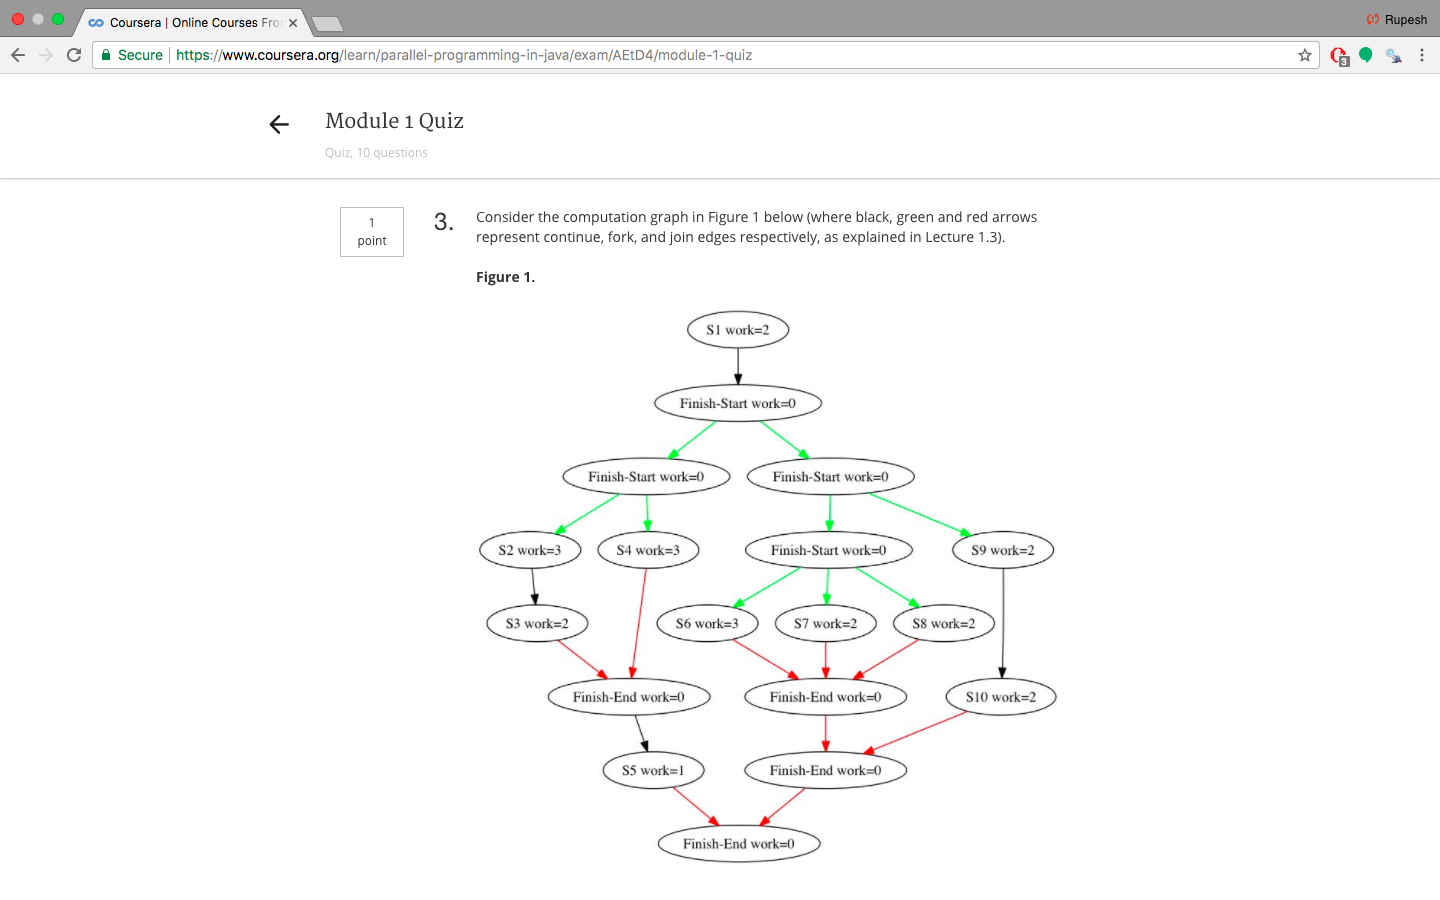 Coursera | Online Courses Fro
Rupesh
Secure https://www.coursera.org/learn/parallel-programming-in-java/exam/AEtD4/module-1-quiz
3
Module 1 Quiz
Quiz, 10 questions
1
point
3.
Consider the computation graph in Figure 1 below (where black, green and red arrows
represent continue, fork, and join edges respectively, as explained in Lecture 1.3).
Figure 1.
S1 work=2
Finish-Start work=0
Finish-Start work=0
Finish-Start work=0
S2 work=3
S4 work=3
Finish-Start work=0
S9 work=2
S3 work=2
S6 work=3
S7 work=2
S8 work=2
Finish-End work=0
Finish-End work=0
S10 work=2
S5 work=1
Finish-End work=0
Finish-End work=0